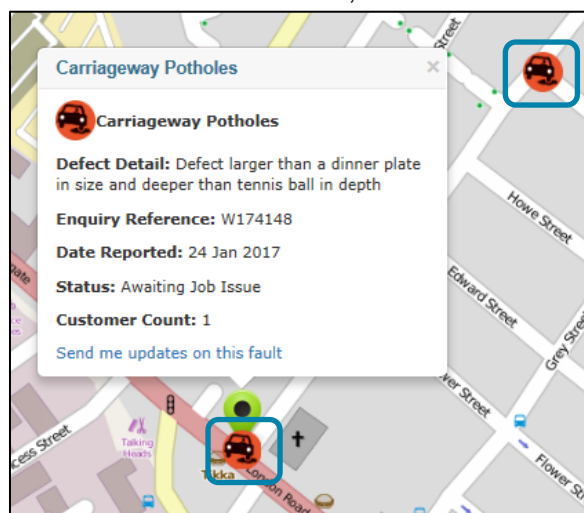 Street
Carriageway Potholes ×
Carriageway Potholes
Defect Detail: Defect larger than a dinner plate
in size and deeper than tennis ball in depth
Enquiry Reference: W174148
Date Reported: 24 Jan 2017
Status: Awaiting Job Issue
Customer Count: 1
Send me updates on this fault
Howe Street
Edward Street
Grey Street
Flower St
Talking
Heads
Tikka
London Road